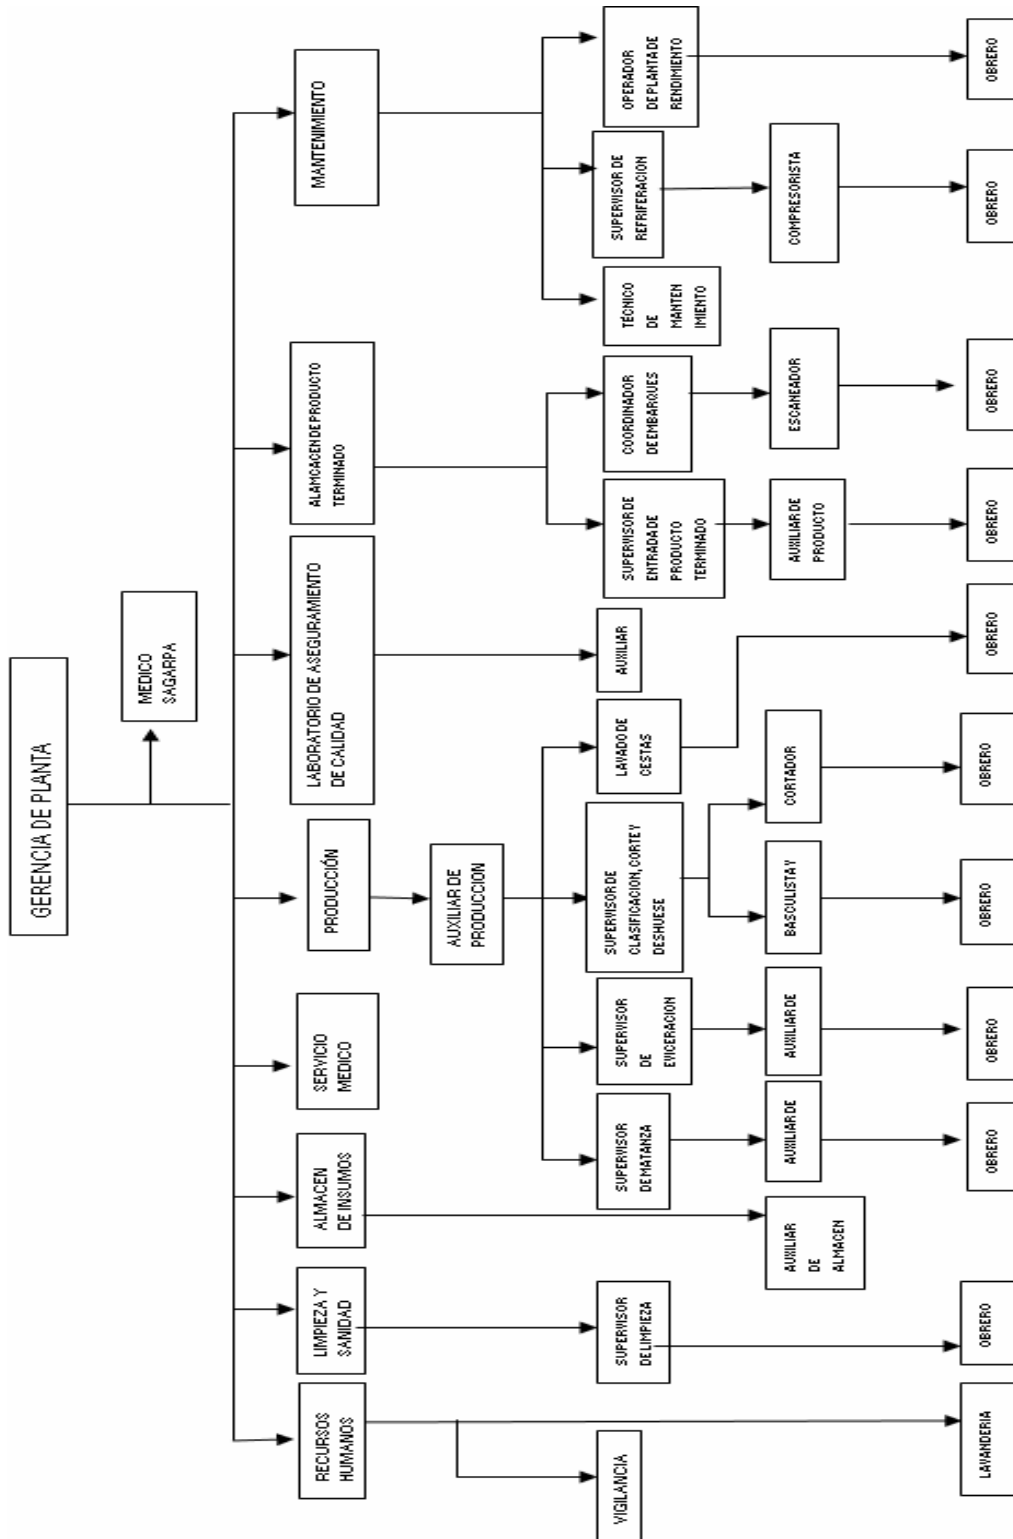 GERENCIA DE PLANTA
MEDICO
SAGARPA
RECURSOS
HUMANOS
LIMPIEZA Y
SANIDAD
ALMACEN
DE INSUMOS
SERVICIO
MEDICO
PRODUCCIÓN
LABORATORIO DE ASEGURAMIENTO
DE CALIDAD
ALAMCACEN DE PRODUCTO
TERMINADO
MANTENIMIENTO
AUXILIAR DE
PRODUCCION
VIGILANCIA
SUPERVISOR
DE LIMPIEZA
SUPERVISOR
DE MATANZA
SUPERVISOR
DE
EVICERACION
SUPERVISOR DE
CLASIFICACION, CORTE Y
DESHUESE
LAVADO DE
CESTAS
AUXILIAR
SUPERVISOR DE
ENTRADA DE
PRODUCTO
TERMINADO
COORDINADOR
DE EMBARQUES
TÉCNICO
DE
MANTEN
IMIENTO
SUPERVISOR DE
REFRIFERACION
OPERADOR
DE PLANTA DE
RENDIMIENTO
AUXILIAR
DE
ALMACEN
AUXILIAR DE
AUXILIAR DE
BASCULISTA Y
CORTADOR
AUXILIAR DE
PRODUCTO
ESCANEADOR
COMPRESORISTA
LAVANDERIA
OBRERO
OBRERO
OBRERO
OBRERO
OBRERO
OBRERO
OBRERO
OBRERO
OBRERO
OBRERO